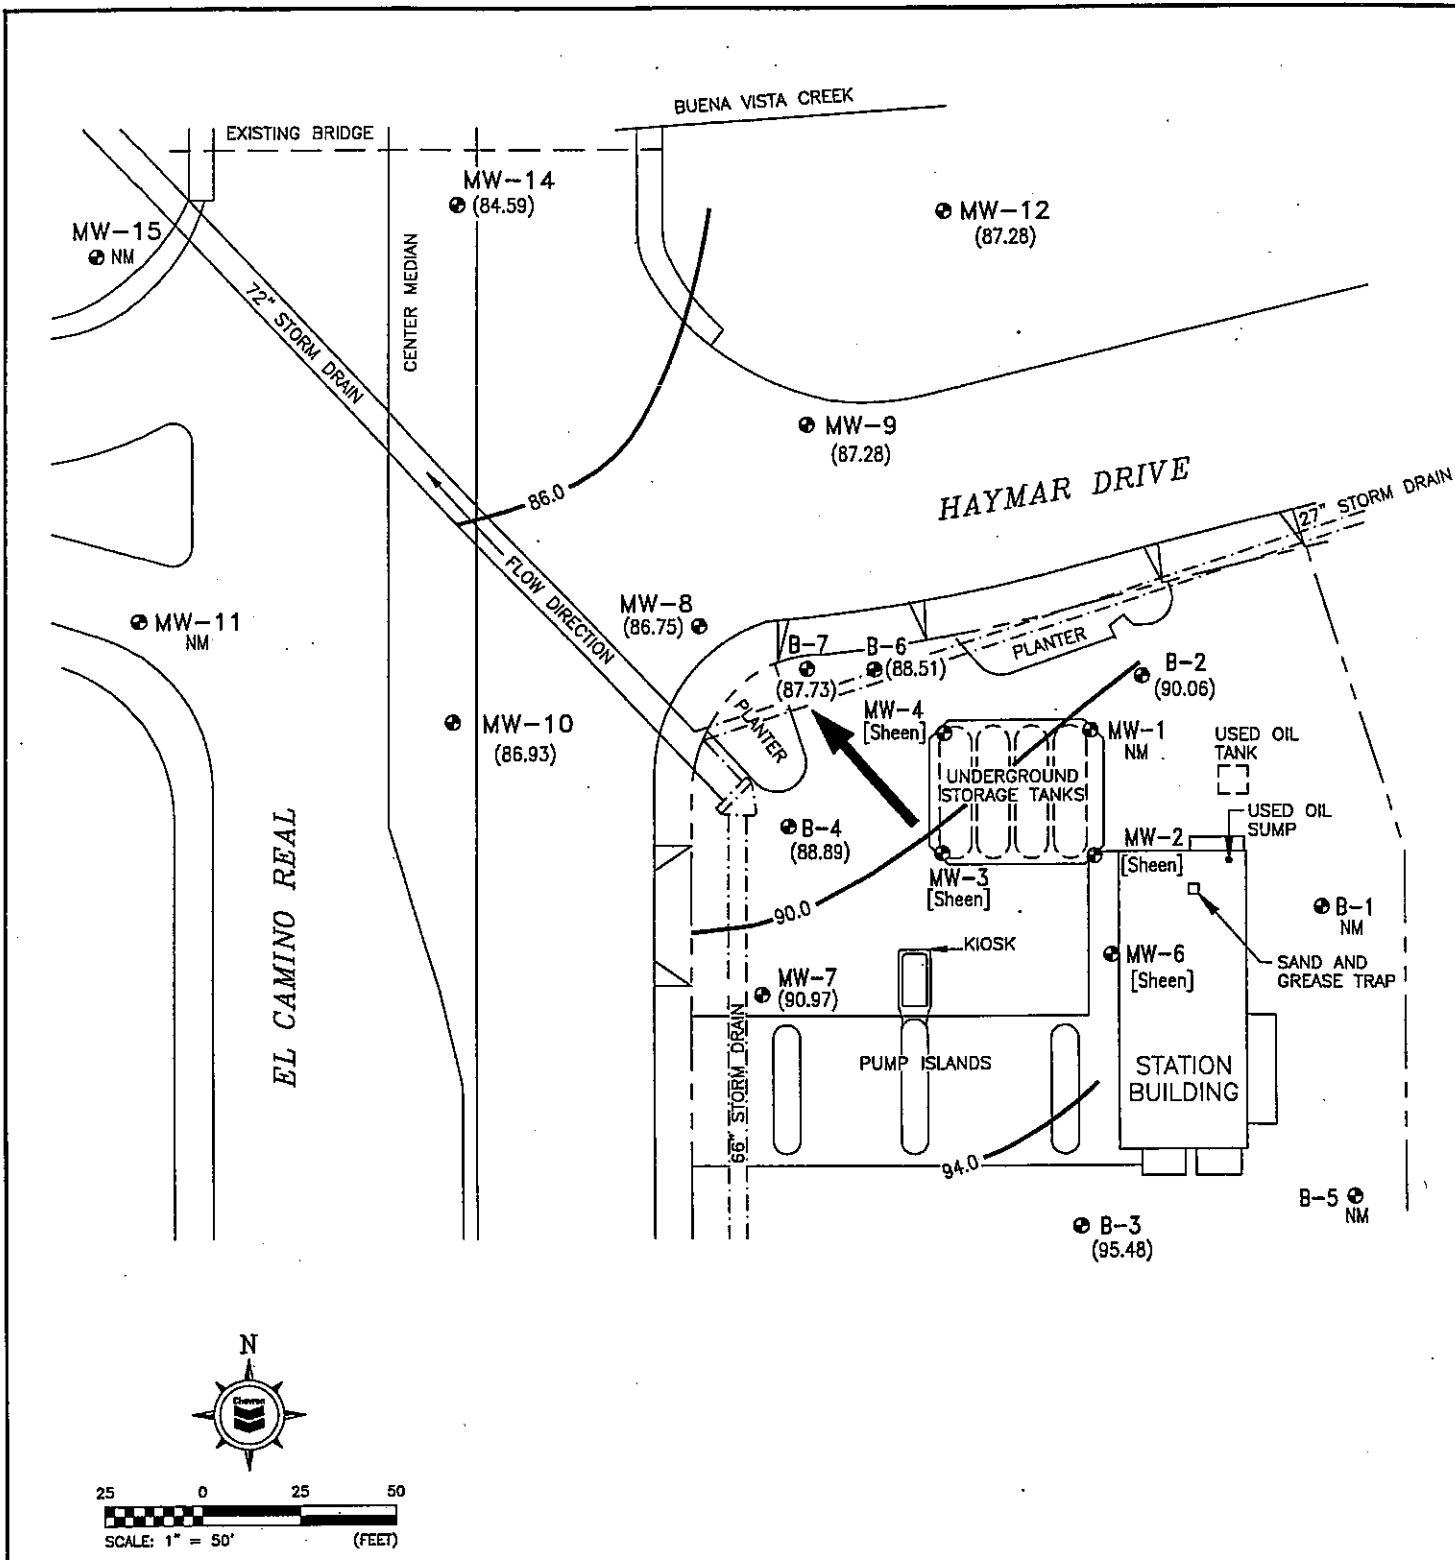 BUENA VISTA CREEK
EXISTING BRIDGE
MW-14
(84.59)
MW-12
(87.28)
MW-15
NM
CENTER MEDIAN
72" STORM DRAIN
MW-9
(87.28)
HAYMAR DRIVE
27" STORM DRAIN
86.0
FLOW DIRECTION
MW-8
(86.75)
MW-11
NM
B-7
(87.73)
B-6
(88.51)
PLANTER
B-2
(90.06)
PLANTER
MW-4
[Sheen]
MW-10
(86.93)
MW-1
NM
USED OIL
TANK
UNDERGROUND
STORAGE TANKS
USED OIL
SUMP
B-4
(88.89)
MW-2
[Sheen]
MW-3
[Sheen]
EL CAMINO REAL
90.0
B-1
NM
KIOSK
MW-6
[Sheen]
SAND AND
GREASE TRAP
MW-7
(90.97)
66" STORM DRAIN
PUMP ISLANDS
STATION
BUILDING
94.0
B-5
NM
B-3
(95.48)
N
Chevron
25 0 25 50
SCALE: 1" = 50' (FEET)